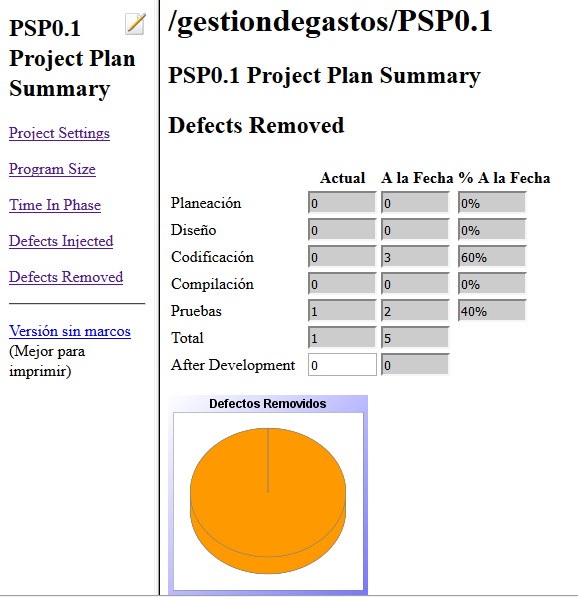 PSP0.1
Project Plan
Summary
Project Settings
Program Size
Time In Phase
Defects Injected
Defects Removed
Versión sin marcos
(Mejor para
imprimir)
/gestiondegastos/PSP0.1
PSP0.1 Project Plan Summary
Defects Removed
Actual A la Fecha % A la Fecha
Planeación 0 0 0%
Diseño 0 0 0%
Codificación 0 3 60%
Compilación 0 0 0%
Pruebas 1 2 40%
Total 1 5
After Development 0 0
Defectos Removidos